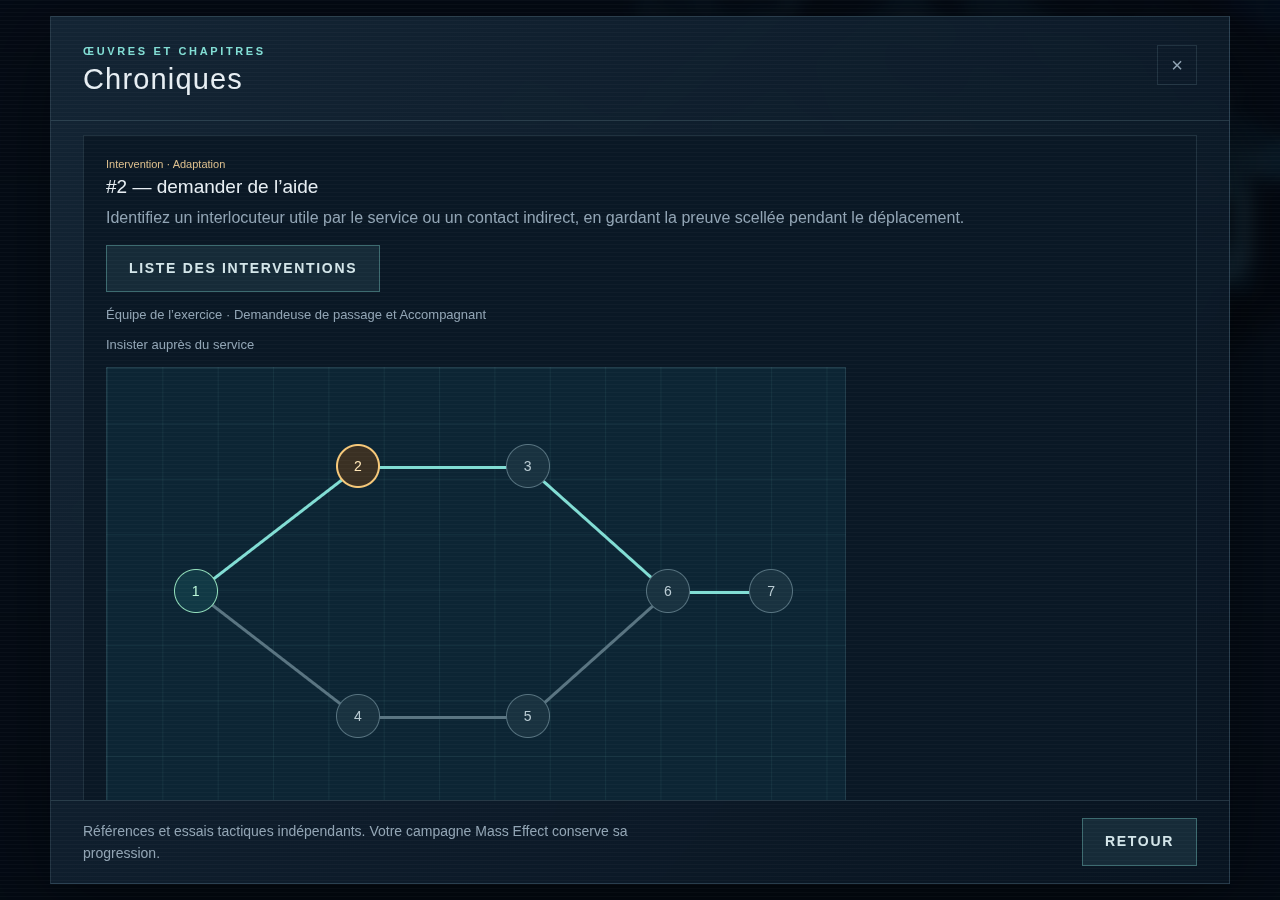 ŒUVRES ET CHAPITRES
Chroniques
×
Intervention · Adaptation
#2 — demander de l’aide
Identifiez un interlocuteur utile par le service ou un contact indirect, en gardant la preuve scellée pendant le déplacement.
LISTE DES INTERVENTIONS
Équipe de l’exercice · Demandeuse de passage et Accompagnant
Insister auprès du service
2
3
1
6
7
4
5
Références et essais tactiques indépendants. Votre campagne Mass Effect conserve sa
progression.
RETOUR